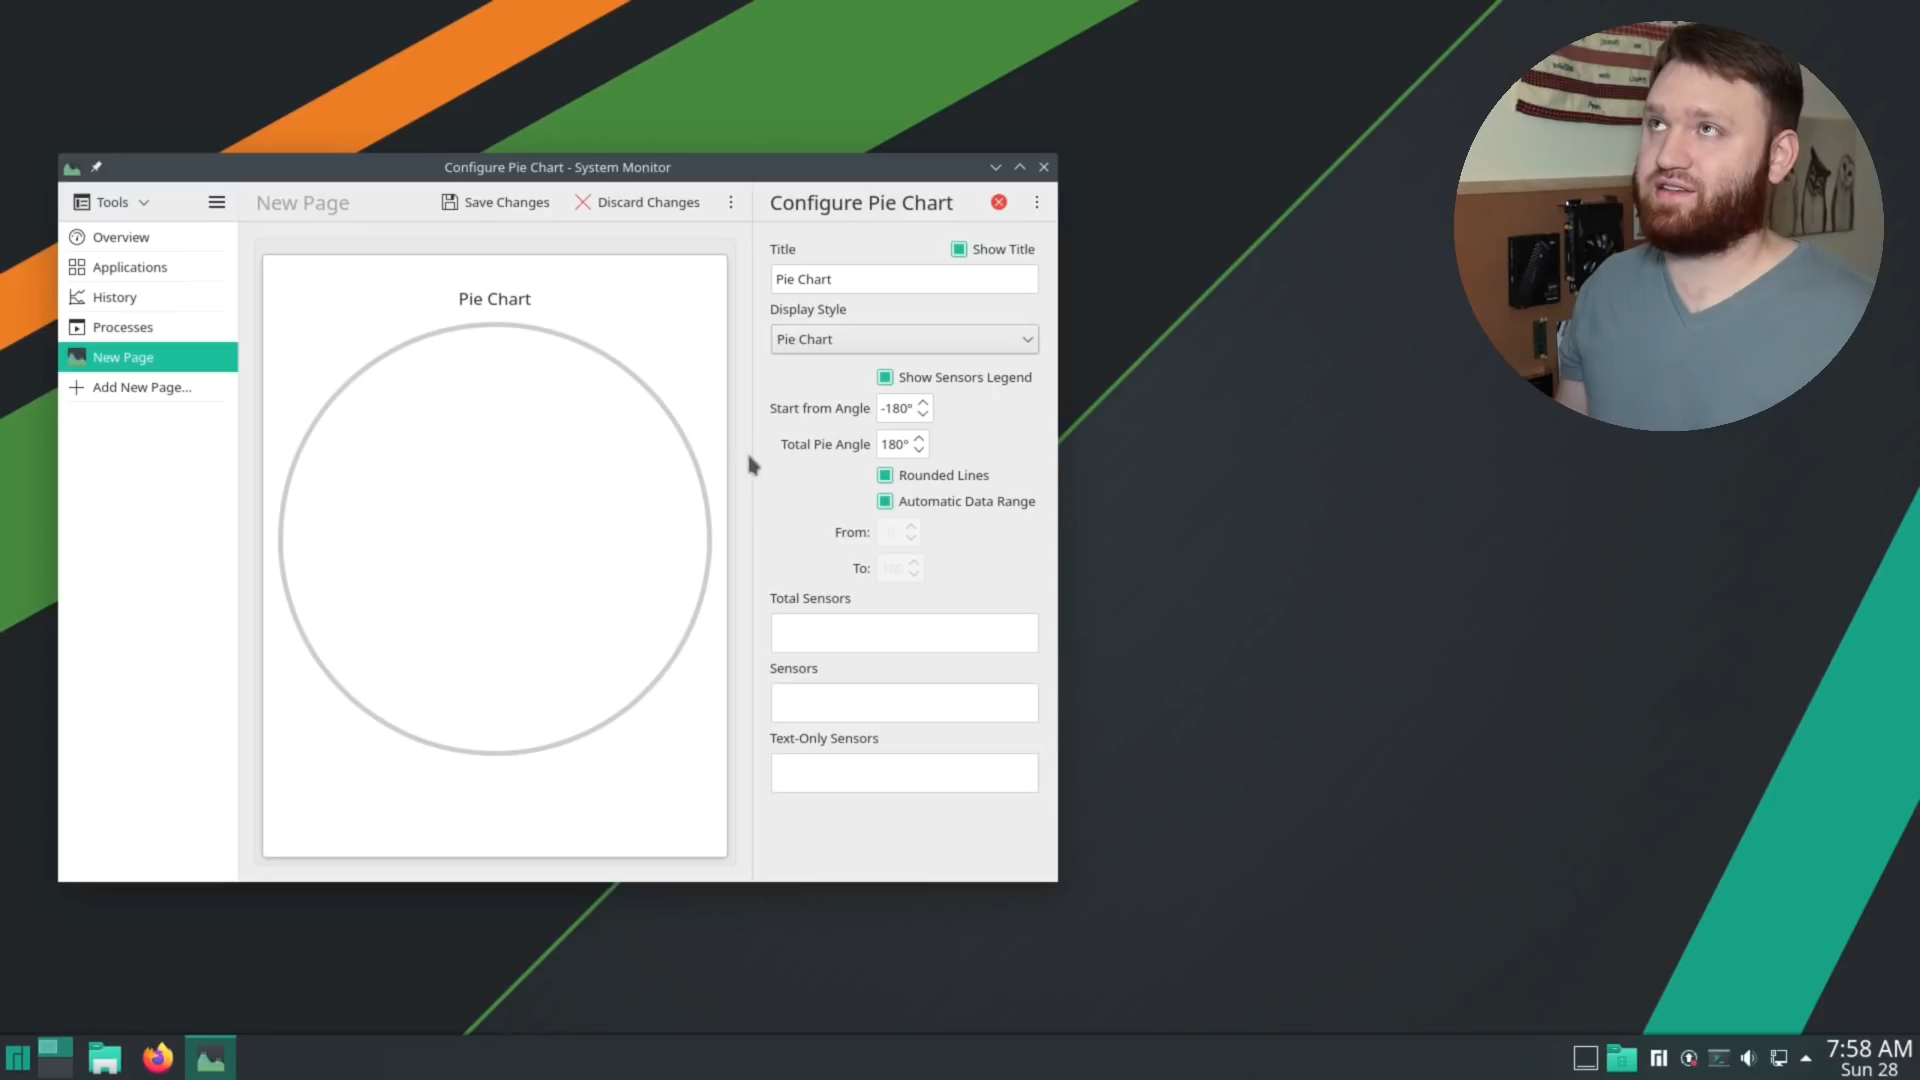 Configure Pie Chart - System Monitor
Tools
New Page
Save Changes
Discard Changes
Configure Pie Chart
Overview
Applications
History
Processes
New Page
Add New Page...
Pie Chart
Title
Show Title
Pie Chart
Display Style
Pie Chart
Show Sensors Legend
Start from Angle -180°
Total Pie Angle 180°
Rounded Lines
Automatic Data Range
From: 0
To: 100
Total Sensors
Sensors
Text-Only Sensors
7:58 AM
Sun 28